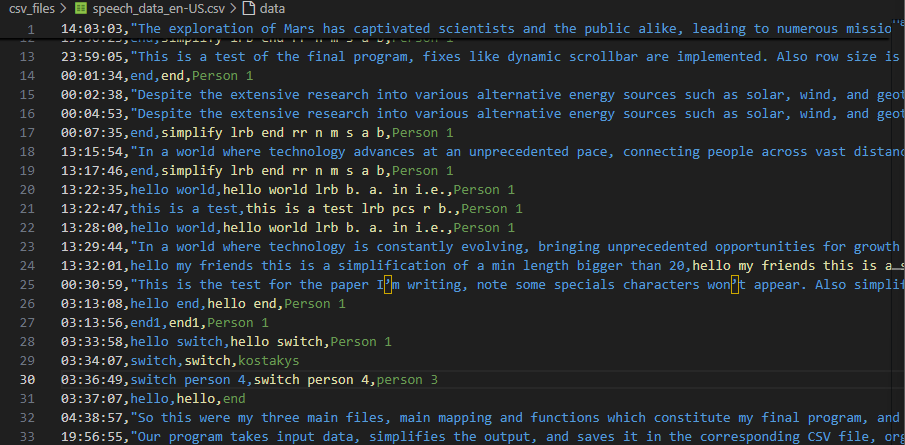 csv_files > speech_data_en-US.csv > data
1 14:03:03,"The exploration of Mars has captivated scientists and the public alike, leading to numerous missio
13 23:59:05,"This is a test of the final program, fixes like dynamic scrollbar are implemented. Also row size is
14 00:01:34,end,end,Person 1
15 00:02:38,"Despite the extensive research into various alternative energy sources such as solar, wind, and geot
16 00:04:53,"Despite the extensive research into various alternative energy sources such as solar, wind, and geot
17 00:07:35,end,simplify lrb end rr n m s a b,Person 1
18 13:15:54,"In a world where technology advances at an unprecedented pace, connecting people across vast distanc
19 13:17:46,end,simplify lrb end rr n m s a b,Person 1
20 13:22:35,hello world,hello world lrb b. a. in i.e.,Person 1
21 13:22:47,this is a test,this is a test lrb pcs r b.,Person 1
22 13:28:00,hello world,hello world lrb b. a. in i.e.,Person 1
23 13:29:44,"In a world where technology is constantly evolving, bringing unprecedented opportunities for growth
24 13:32:01,hello my friends this is a simplification of a min length bigger than 20,hello my friends this is a s
25 00:30:59,"This is the test for the paper I’m writing, note some specials characters won’t appear. Also simplif
26 03:13:08,hello end,hello end,Person 1
27 03:13:56,end1,end1,Person 1
28 03:33:58,hello switch,hello switch,Person 1
29 03:34:07,switch,switch,kostakys
30 03:36:49,switch person 4,switch person 4,person 3
31 03:37:07,hello,hello,end
32 04:38:57,"So this were my three main files, main mapping and functions which constitute my final program, and
33 19:56:55,"Our program takes input data, simplifies the output, and saves it in the corresponding CSV file, org